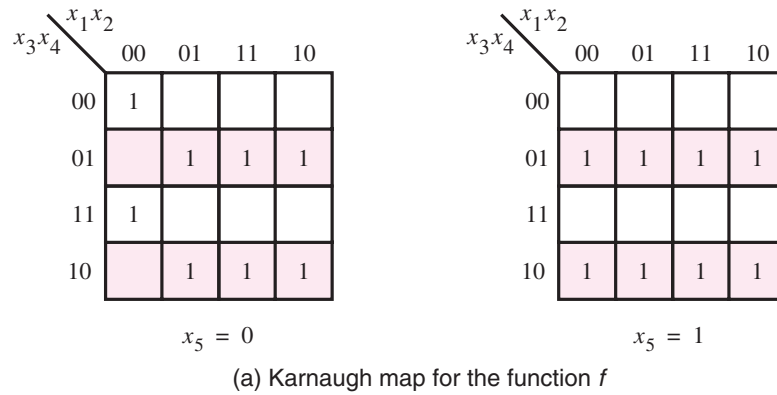 x1x2 x1x2
x3x4 x3x4
00 01 11 10 00 01 11 10
00 1 00
01 1 1 1 01 1 1 1 1
11 1 11
10 1 1 1 10 1 1 1 1
x5 = 0 x5 = 1
(a) Karnaugh map for the function f